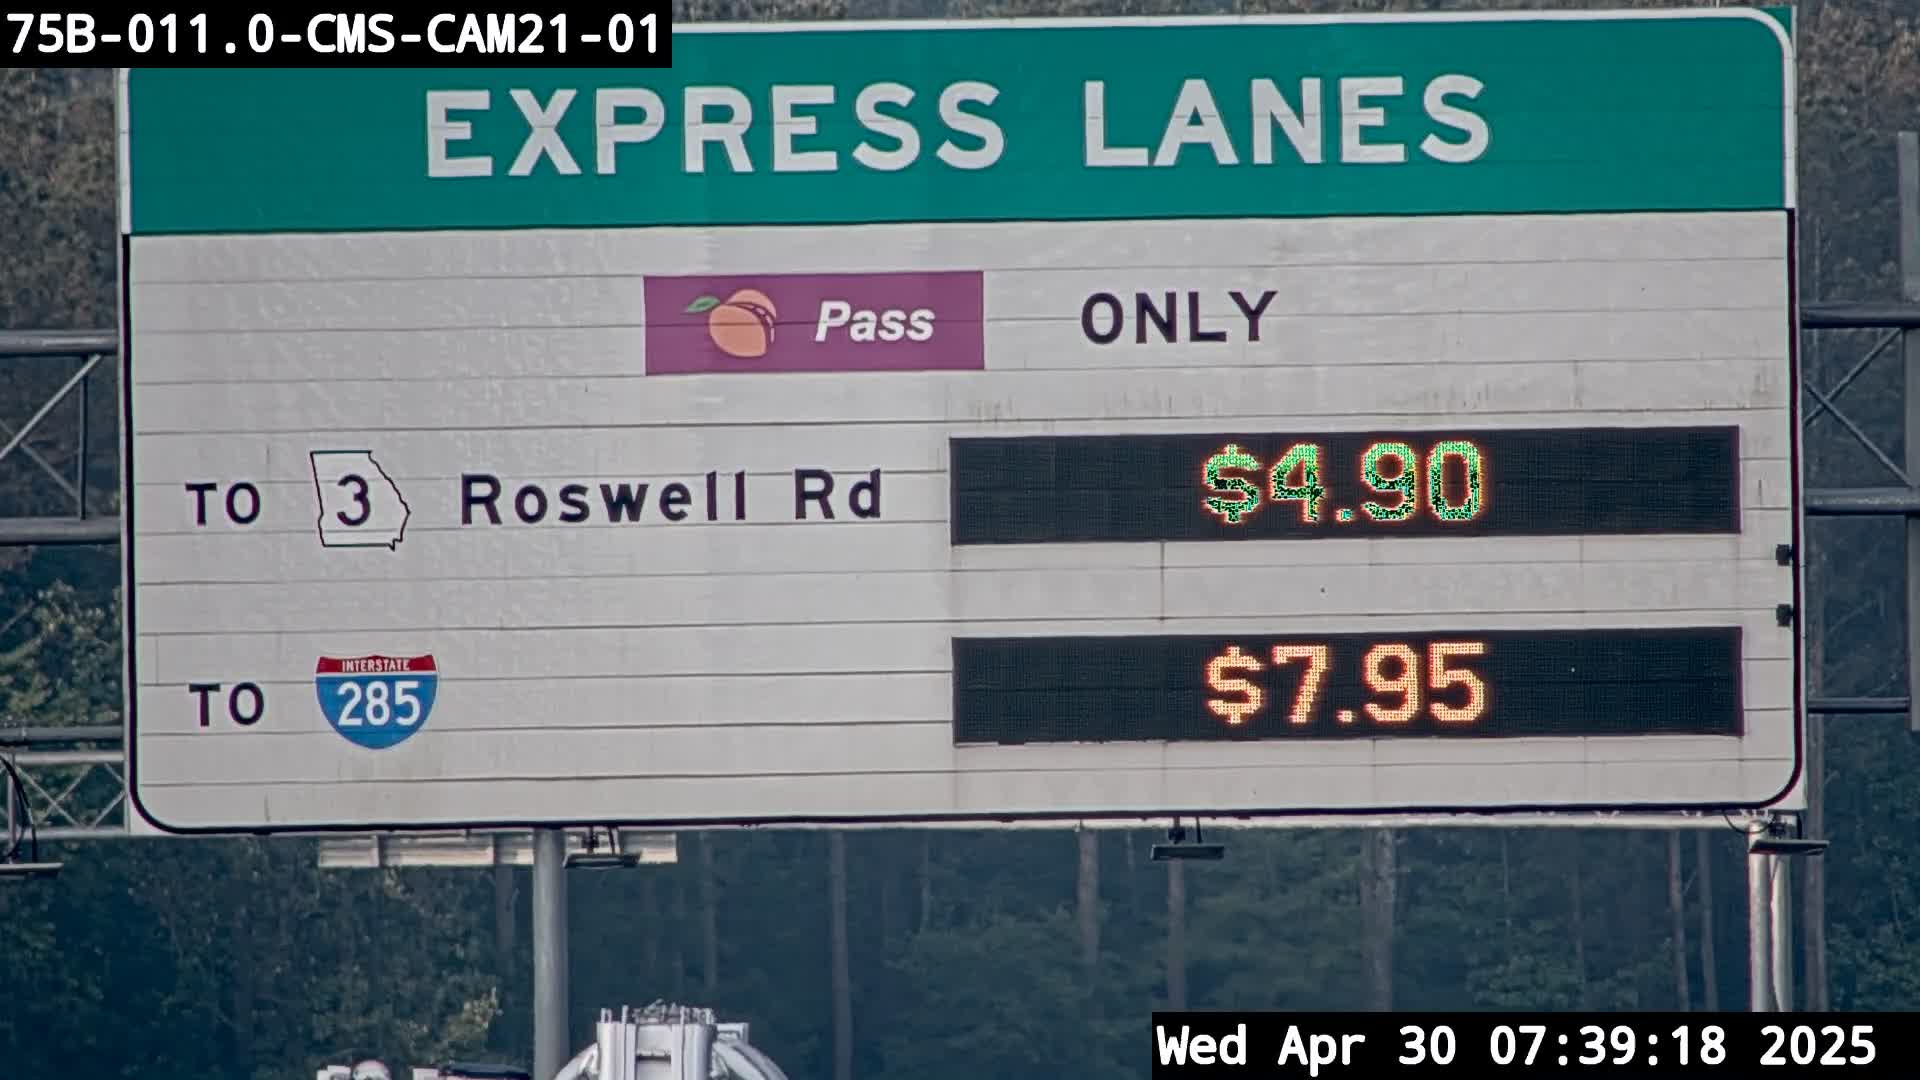 75B-011.0-CMS-CAM21-01
EXPRESS LANES
Pass ONLY
TO 3 Roswell Rd $4.90
INTERSTATE
TO 285 $7.95
Wed Apr 30 07:39:18 2025